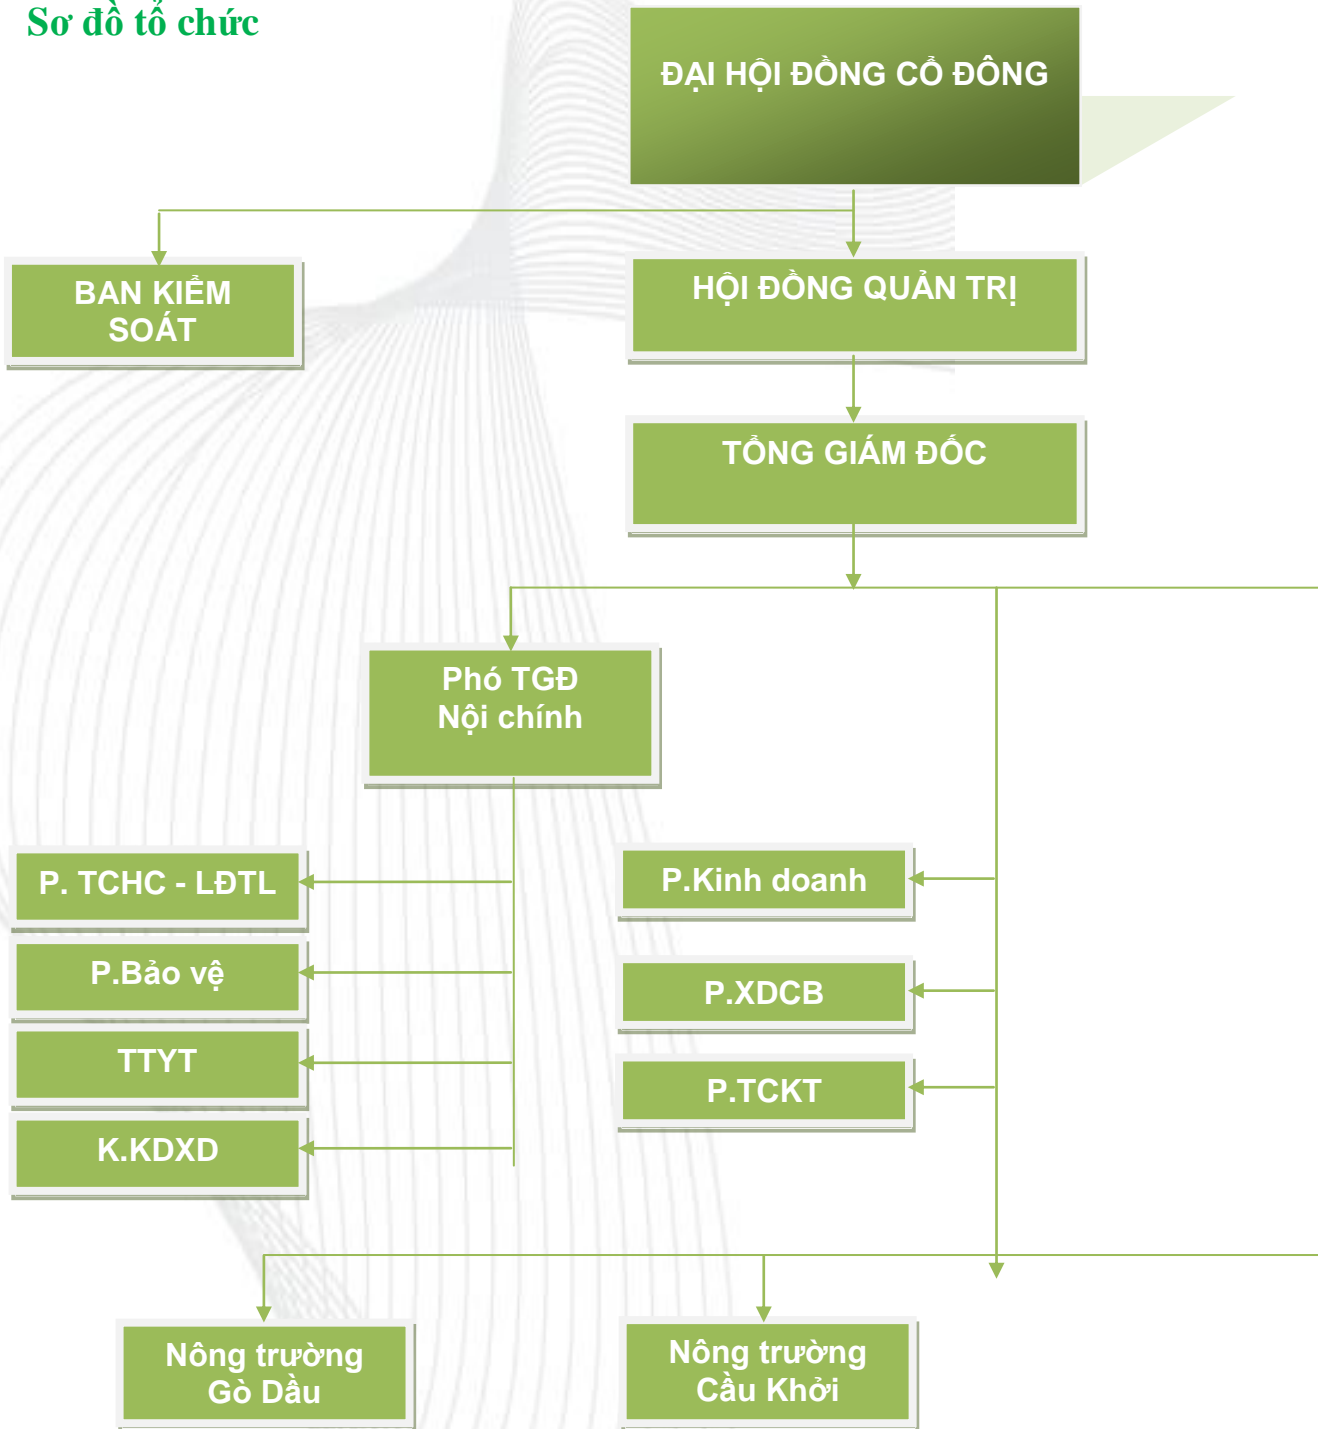 Sơ đồ tổ chức
ĐẠI HỘI ĐỒNG CỔ ĐÔNG
BAN KIỂM
SOÁT
HỘI ĐỒNG QUẢN TRỊ
TỔNG GIÁM ĐỐC
Phó TGĐ
Nội chính
P. TCHC - LĐTL
P.Bảo vệ
TTYT
K.KDXD
P.Kinh doanh
P.XDCB
P.TCKT
Nông trường
Gò Dầu
Nông trường
Cầu Khởi